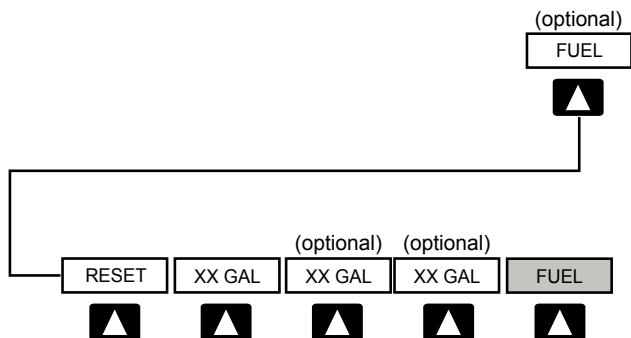 (optional)
FUEL
(optional) (optional)
RESET XX GAL XX GAL XX GAL FUEL